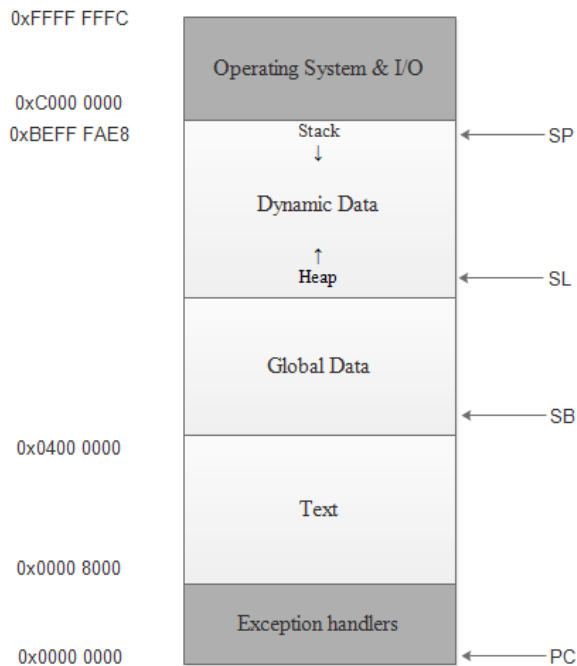 0xFFFF FFFC
Operating System & I/O
0xC000 0000
0xBEFF FAE8
Stack
↓
SP
Dynamic Data
↑
Heap
SL
Global Data
SB
0x0400 0000
Text
0x0000 8000
Exception handlers
0x0000 0000
PC